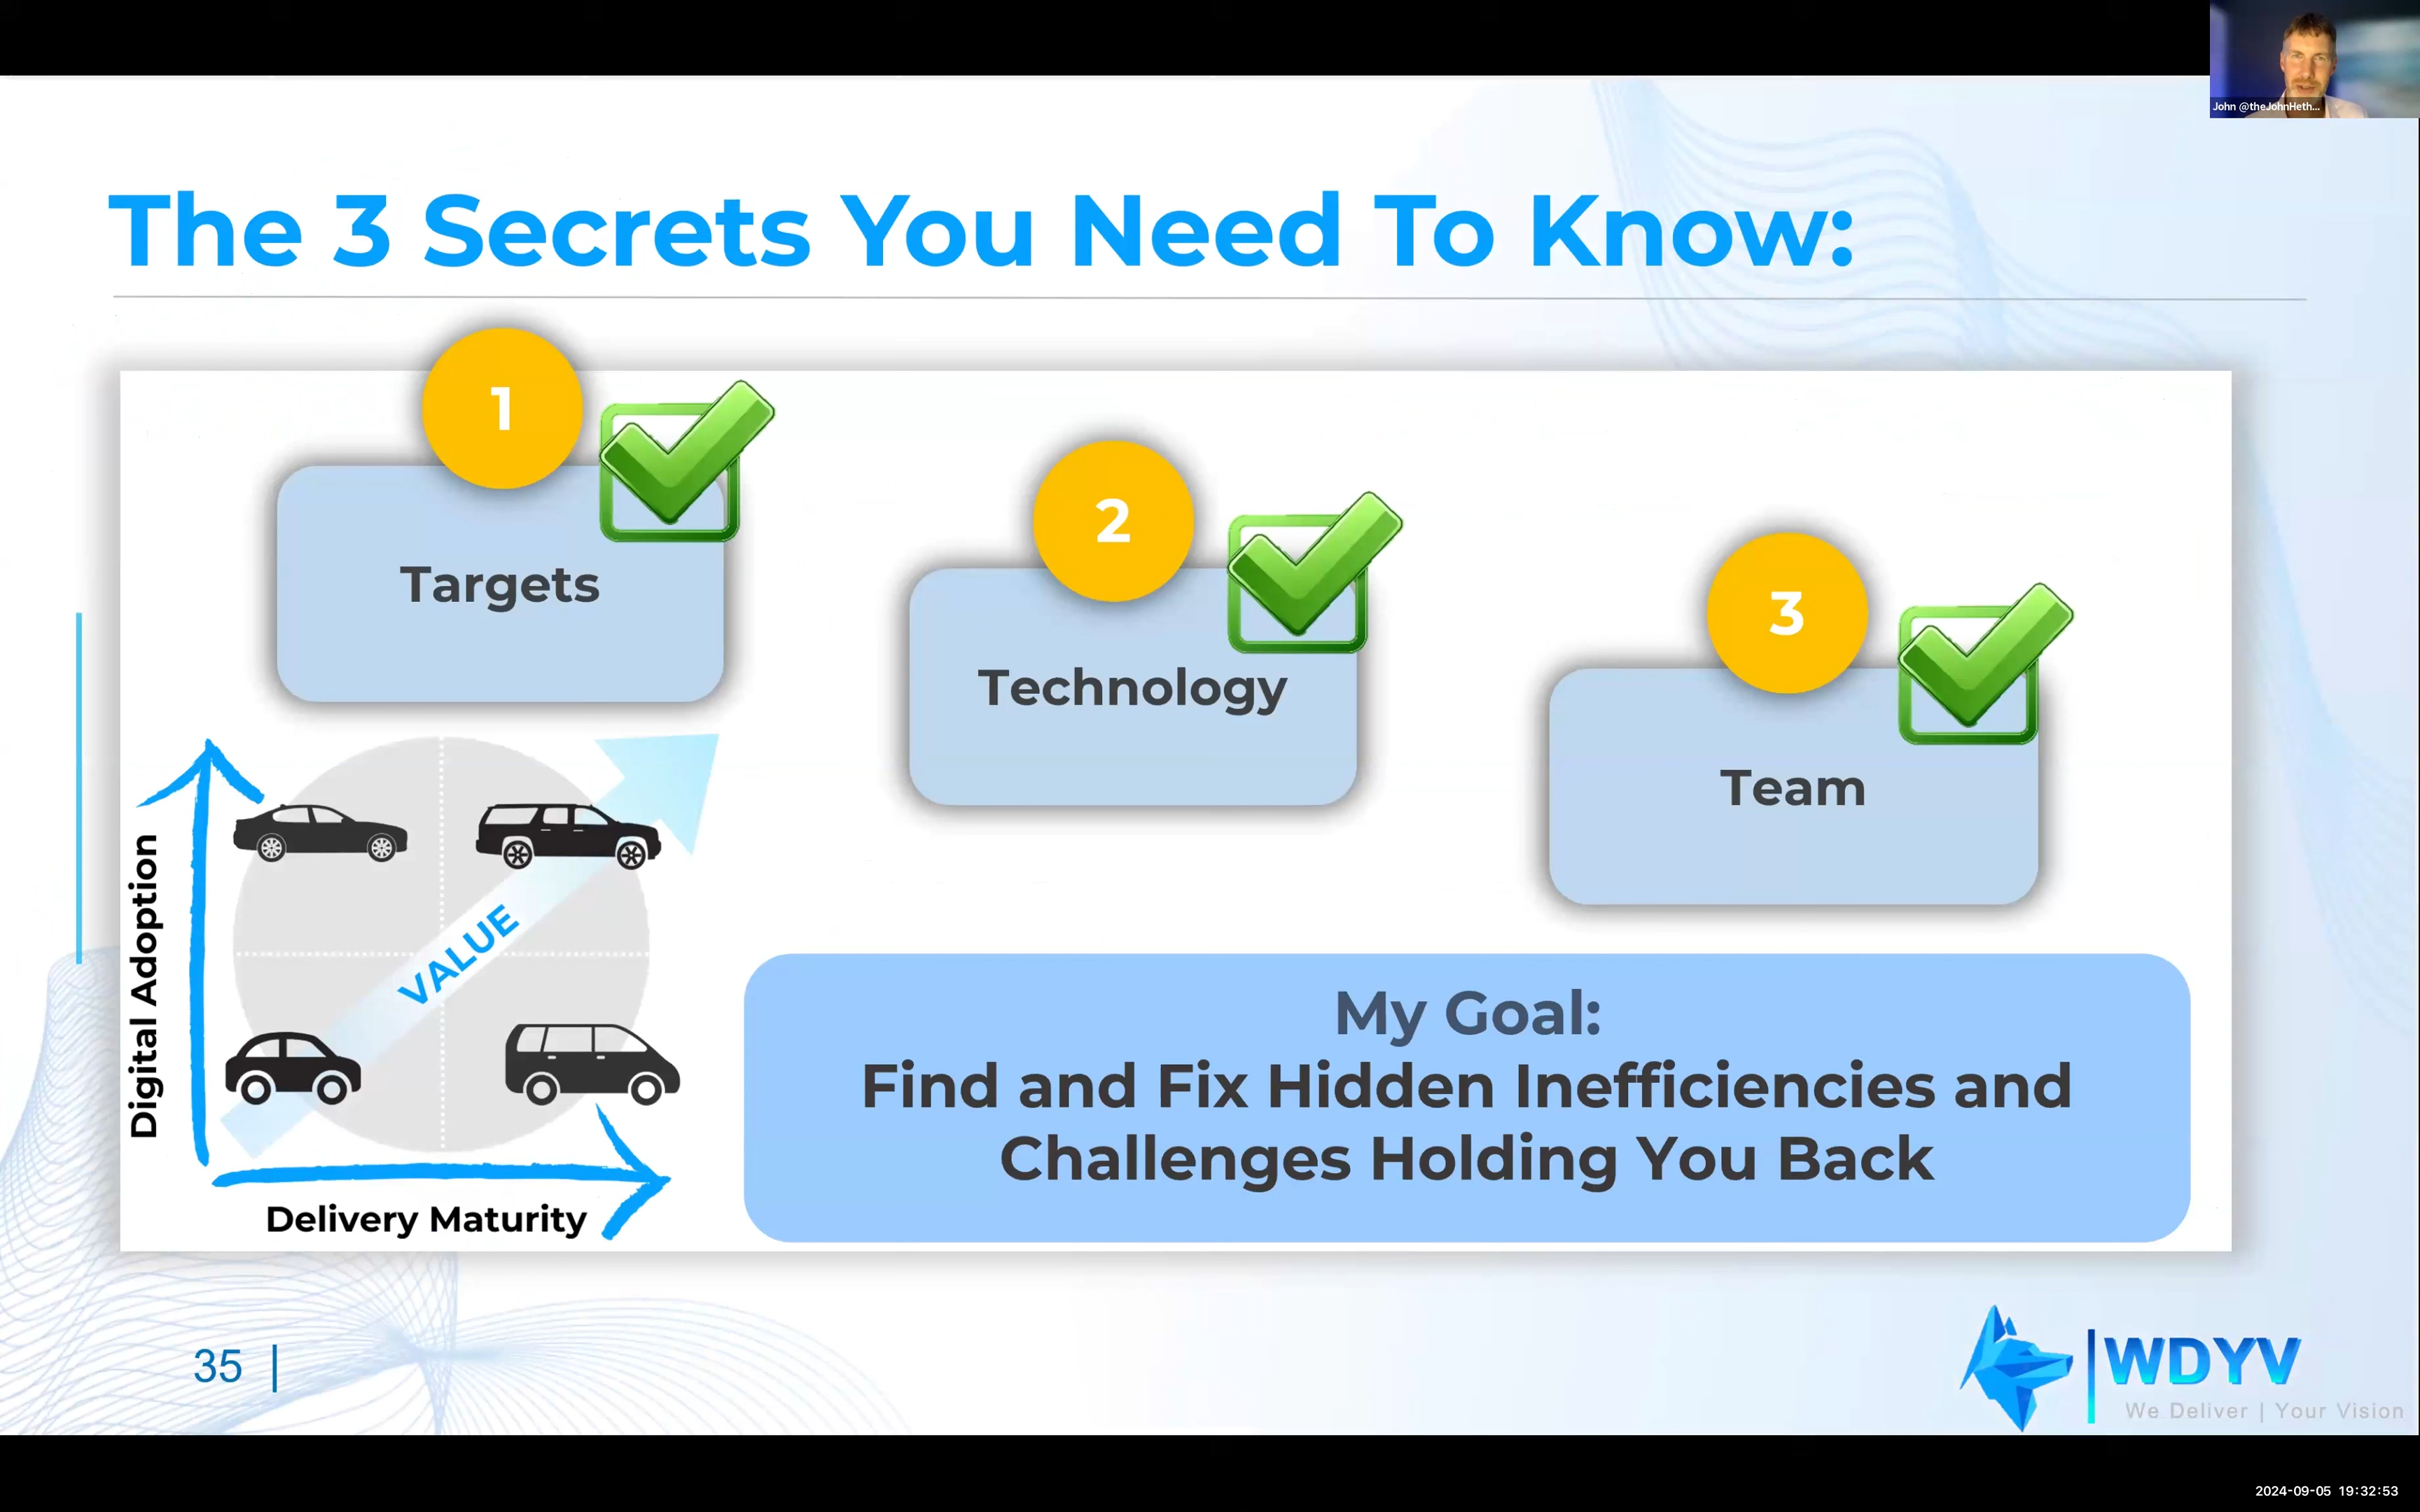 John @theJohnHeth...
The 3 Secrets You Need To Know:
1
Targets
2
Technology
3
Team
Digital Adoption
VALUE
Delivery Maturity
My Goal:
Find and Fix Hidden Inefficiencies and
Challenges Holding You Back
35
WDYV
We Deliver | Your Vision
2024-09-05 19:32:53